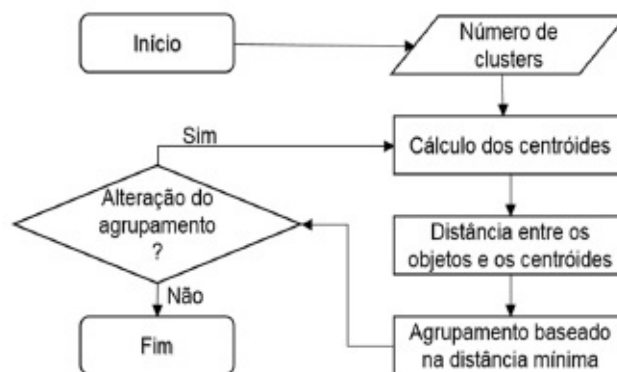 Início
Número de
clusters
Sim
Cálculo dos centróides
Alteração do
agrupamento
?
Distância entre os
objetos e os centróides
Não
Fim
Agrupamento baseado
na distância mínima